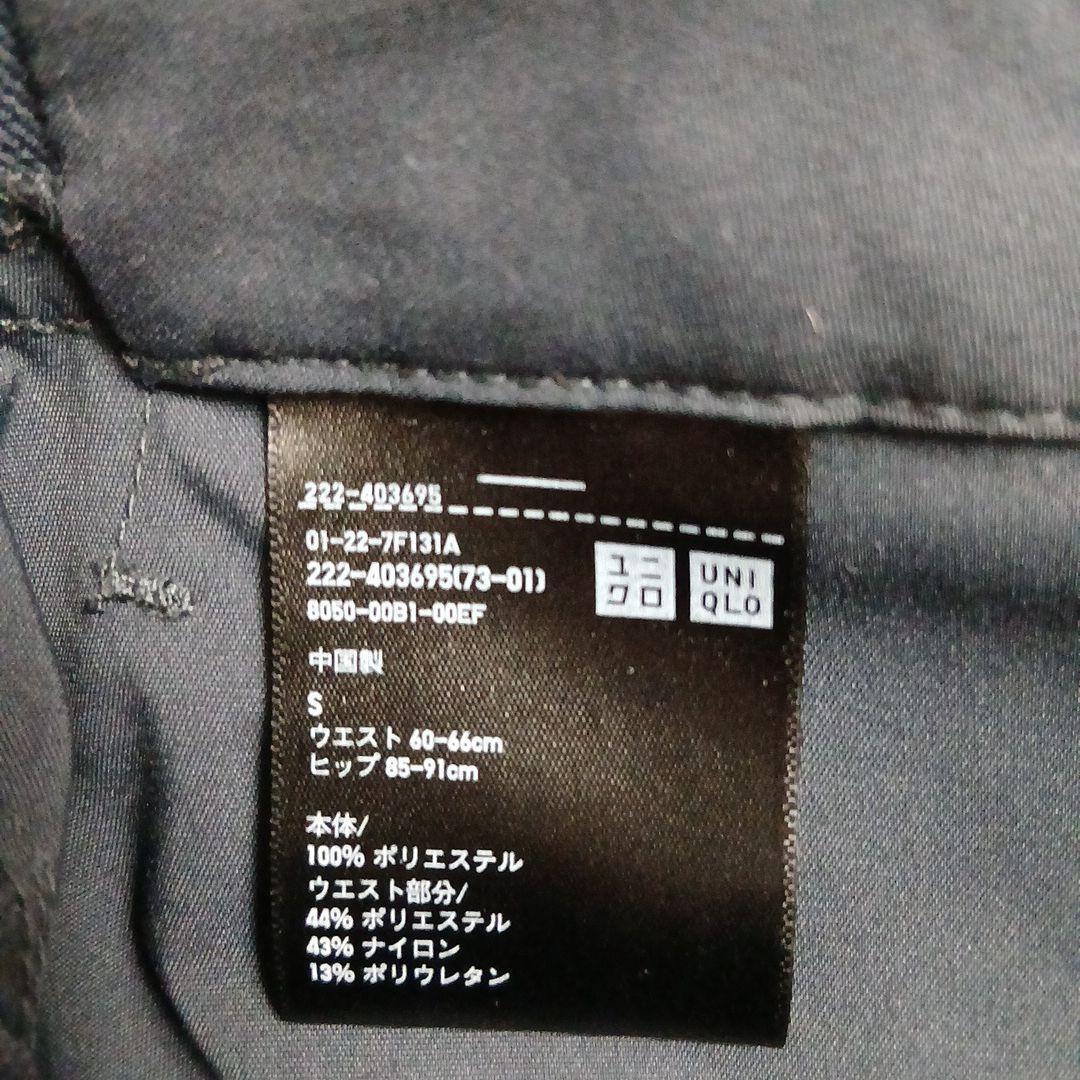 222-403695
01-22-7F131A
222-403695(73-01)
8050-00B1-00EF
ユニ
クロ
UNI
QLO
中国製
S
ウエスト 60-66cm
ヒップ 85-91cm
本体/
100% ポリエステル
ウエスト部分/
44% ポリエステル
43% ナイロン
13% ポリウレタン